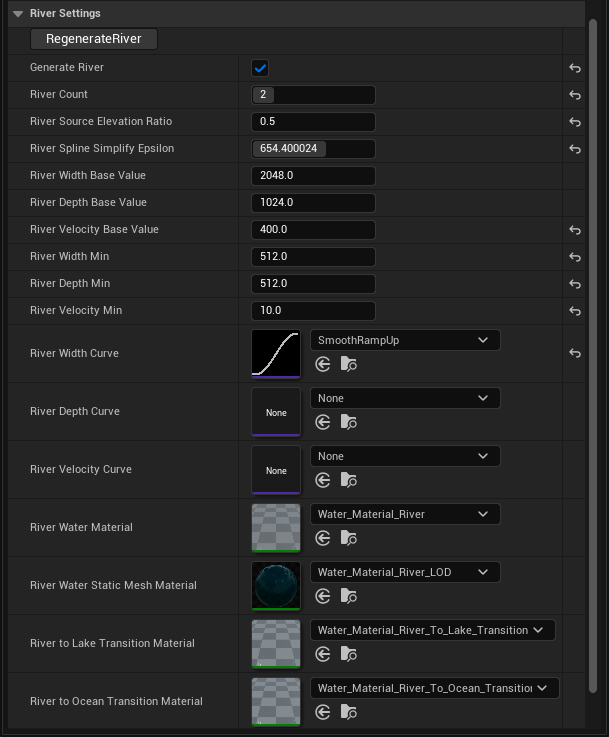 River Settings
RegenerateRiver
Generate River
River Count 2
River Source Elevation Ratio 0.5
River Spline Simplify Epsilon 654.400024
River Width Base Value 2048.0
River Depth Base Value 1024.0
River Velocity Base Value 400.0
River Width Min 512.0
River Depth Min 512.0
River Velocity Min 10.0
River Width Curve SmoothRampUp
River Depth Curve None None
River Velocity Curve None None
River Water Material Water_Material_River
River Water Static Mesh Material Water_Material_River_LOD
River to Lake Transition Material Water_Material_River_To_Lake_Transition
River to Ocean Transition Material Water_Material_River_To_Ocean_Transitio